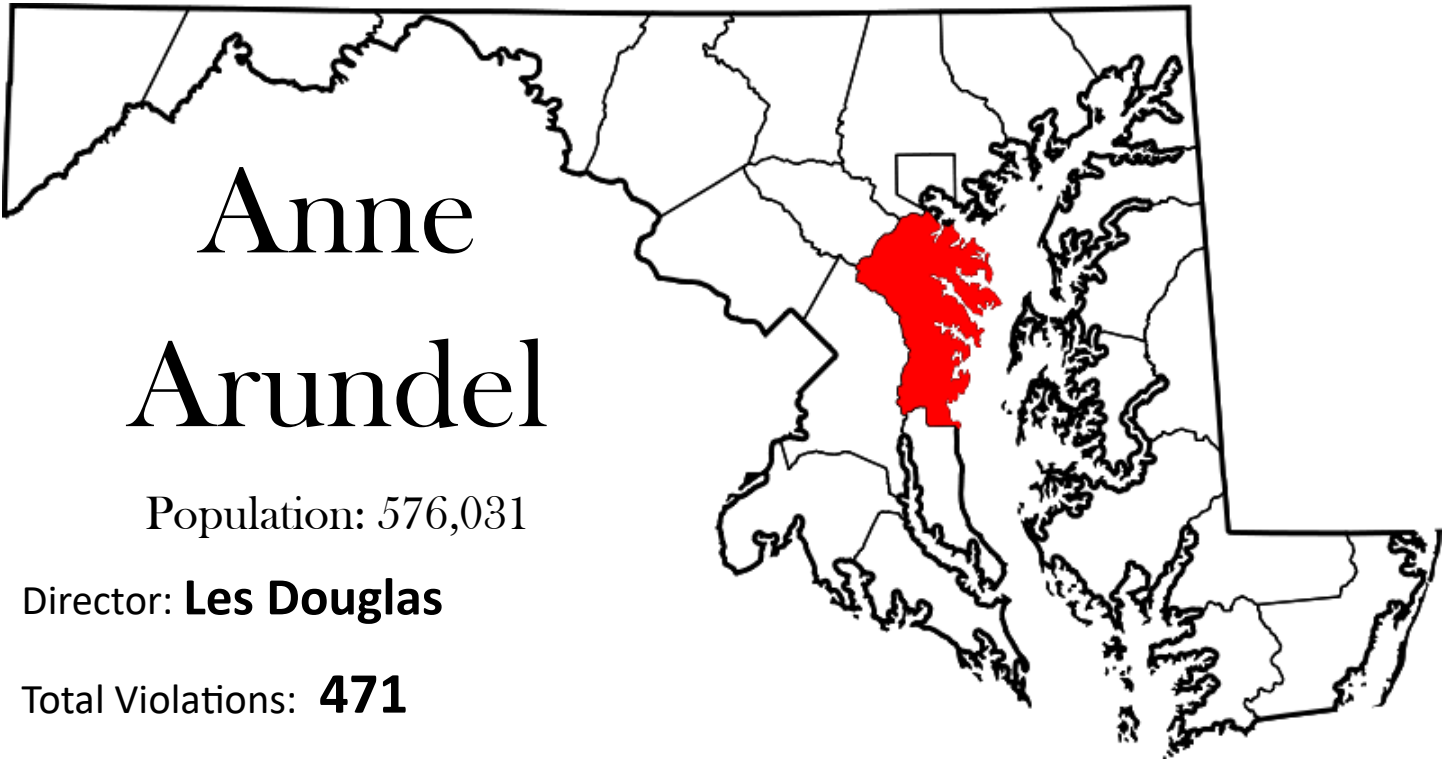 Anne
Arundel
Population: 576,031
Director: Les Douglas
Total Violations: 471